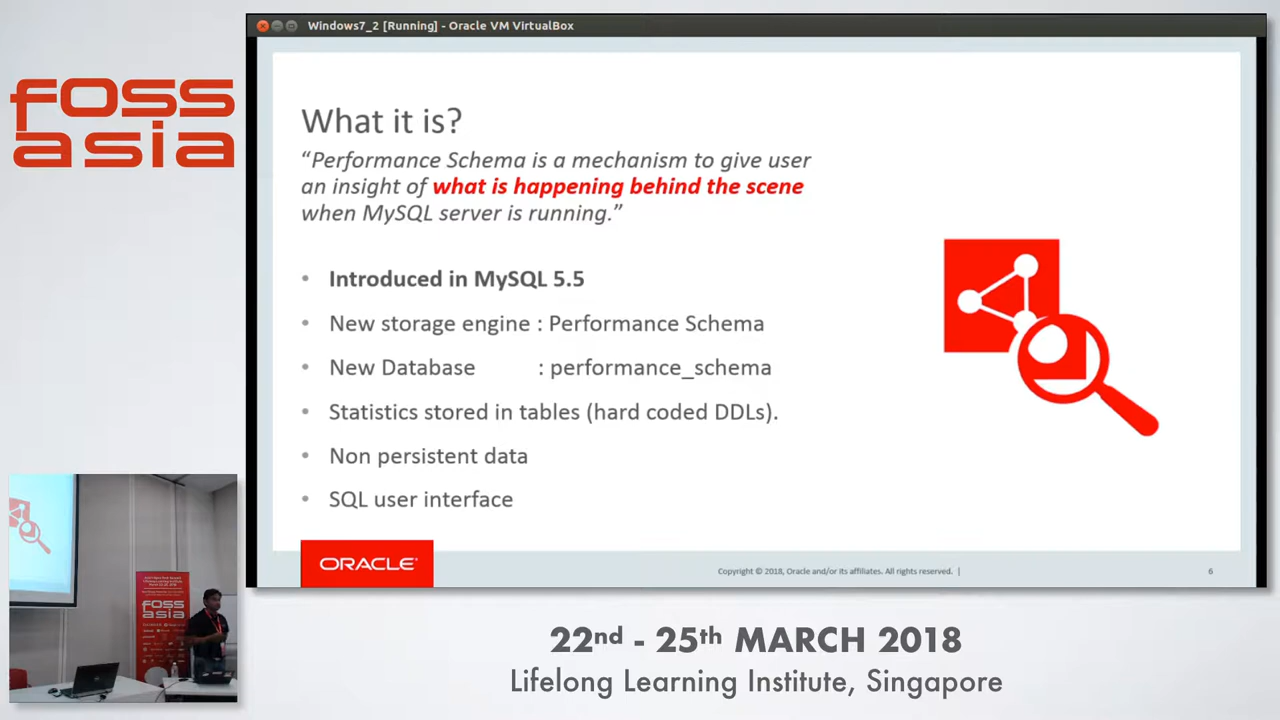 Windows7_2 [Running] - Oracle VM VirtualBox
foss
asia
What it is?
“Performance Schema is a mechanism to give user
an insight of what is happening behind the scene
when MySQL server is running.”
• Introduced in MySQL 5.5
• New storage engine : Performance Schema
• New Database : performance_schema
• Statistics stored in tables (hard coded DDLs).
• Non persistent data
• SQL user interface
ORACLE®
Copyright © 2018, Oracle and/or its affiliates. All rights reserved. |
6
foss
asia
22nd - 25th MARCH 2018
Lifelong Learning Institute, Singapore